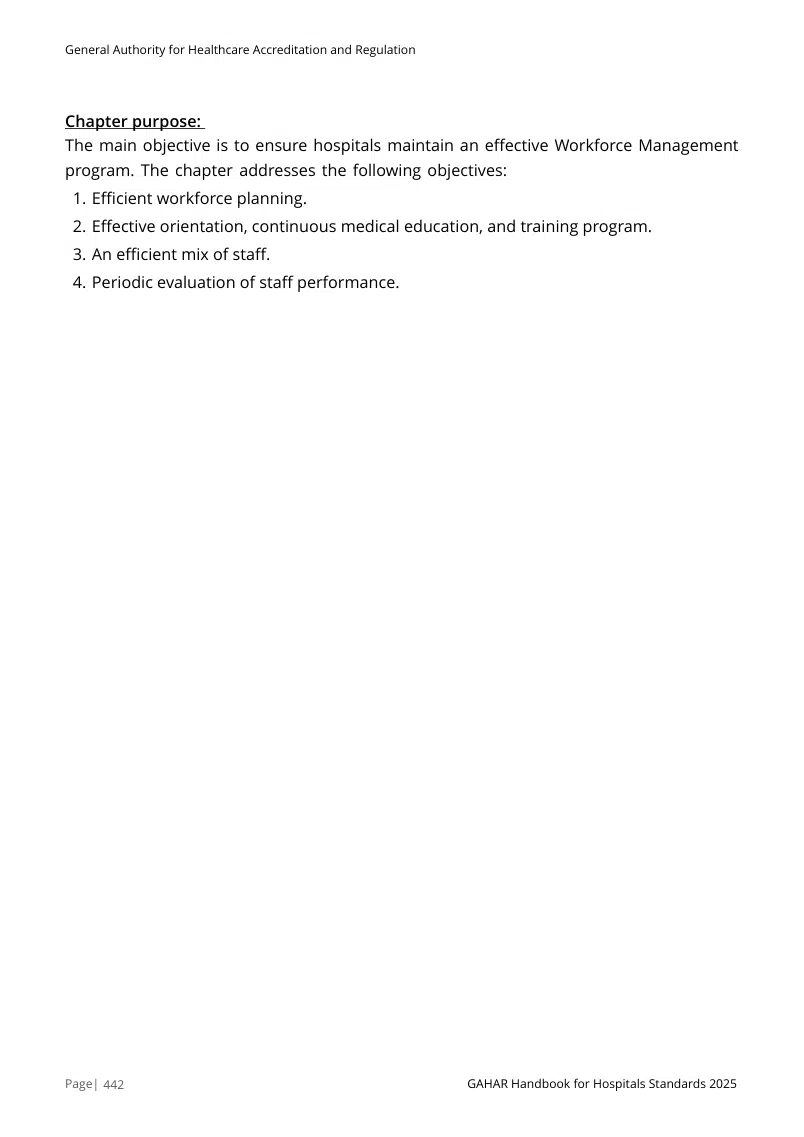 General Authority for Healthcare Accreditation and Regulation
Chapter purpose:
The main objective is to ensure hospitals maintain an effective Workforce Management
program. The chapter addresses the following objectives:
1. Efficient workforce planning.
2. Effective orientation, continuous medical education, and training program.
3. An efficient mix of staff.
4. Periodic evaluation of staff performance.
Page| 442
GAHAR Handbook for Hospitals Standards 2025